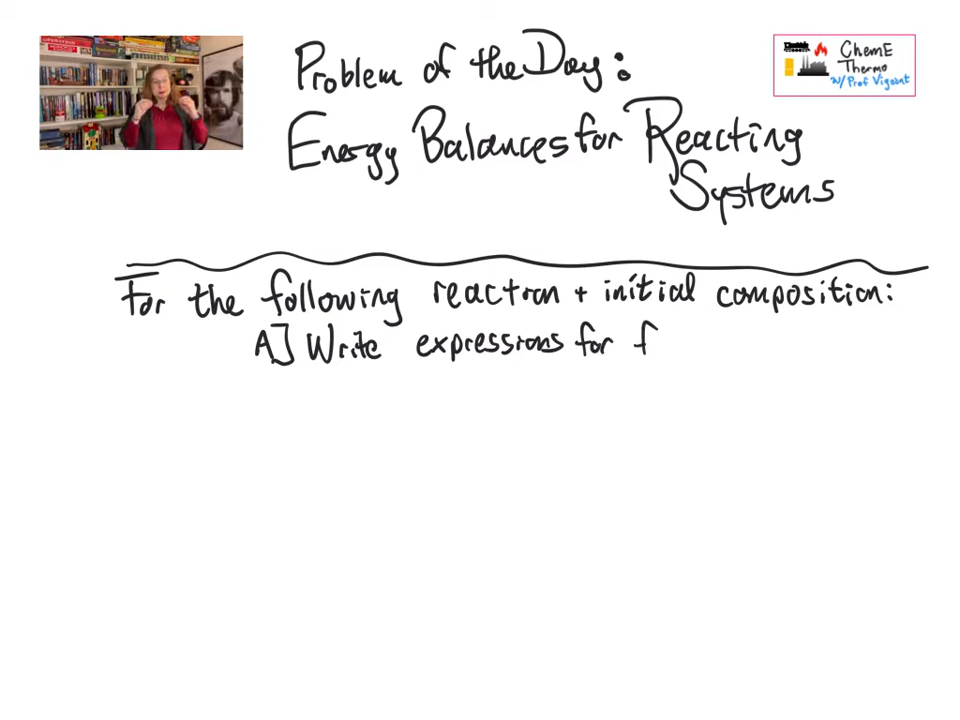 Problem of the Day:
Energy Balances for Reacting
Systems
ChemE
Thermo
w/ Prof Vigeant
For the following reaction + initial composition:
A] Write expressions for f